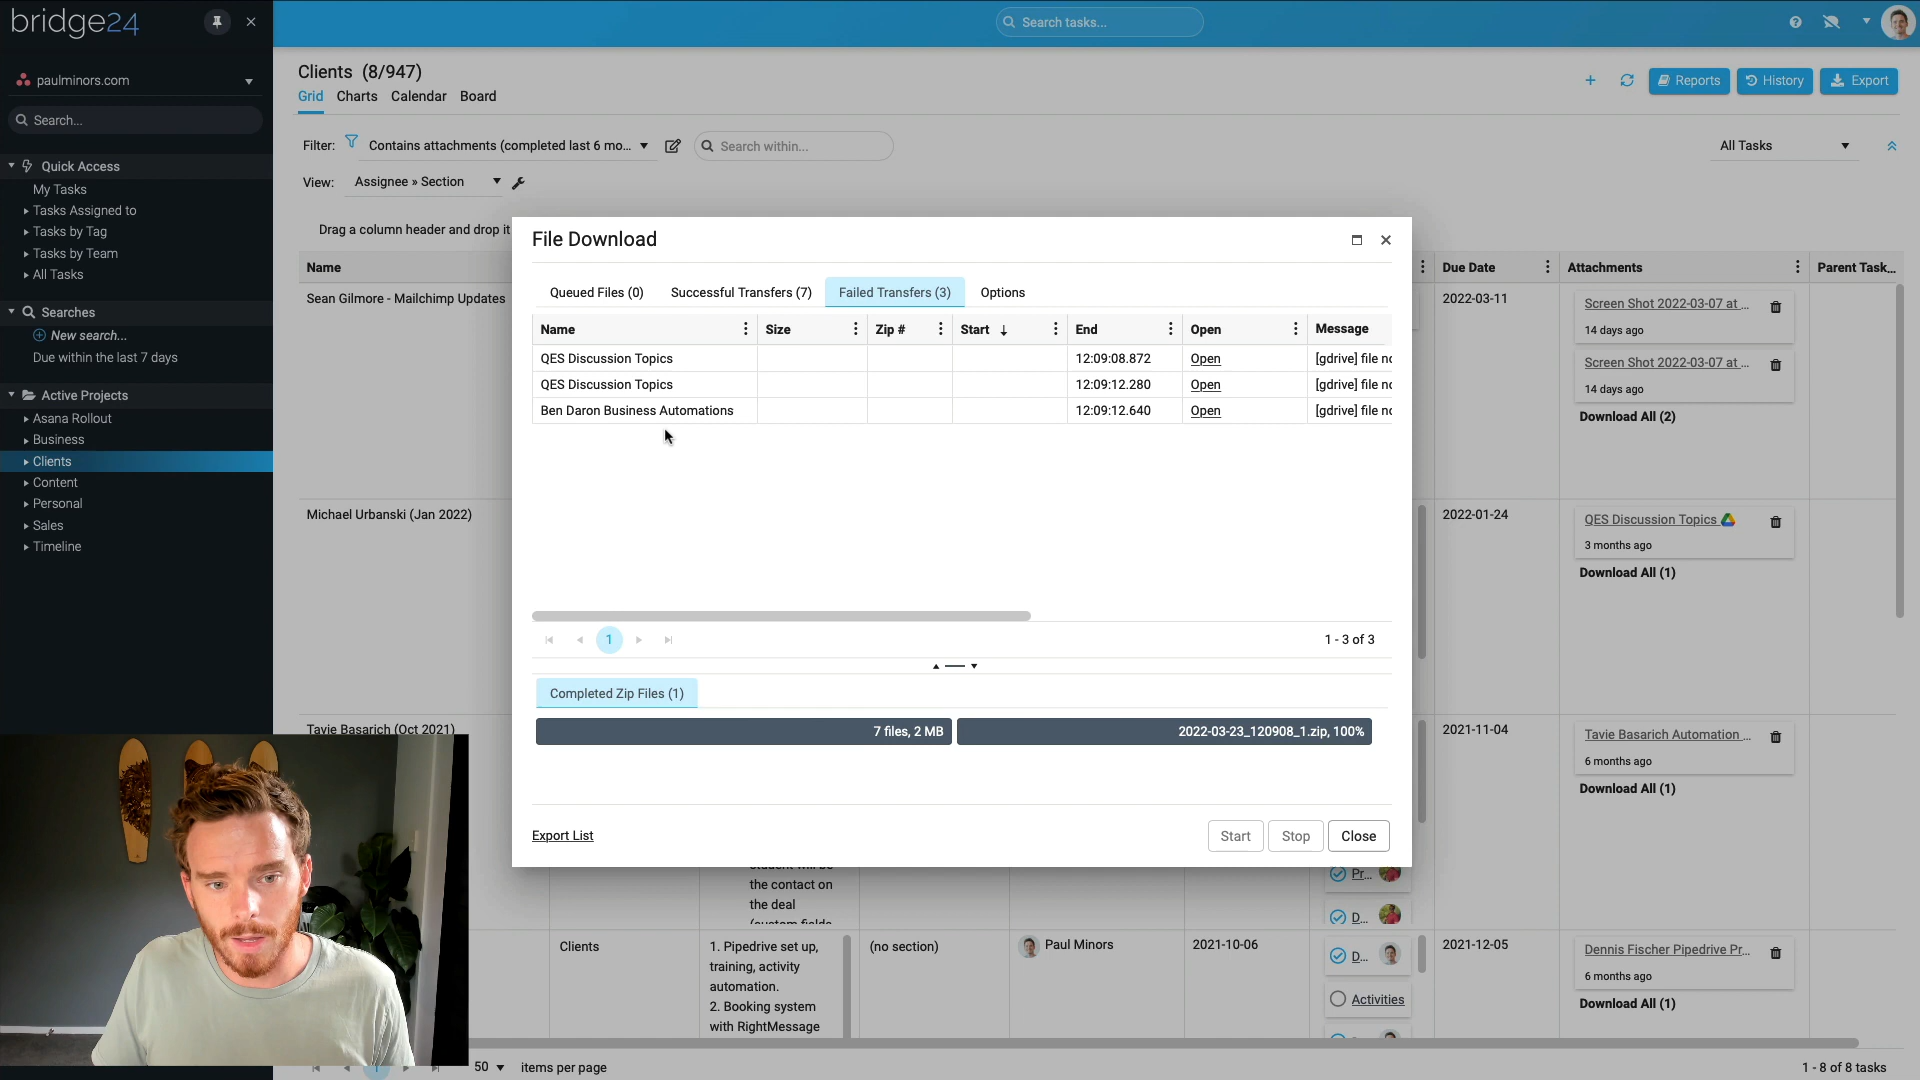 bridge24
Search tasks...
paulminors.com
Search...
Quick Access
My Tasks
Tasks Assigned to
Tasks by Tag
Tasks by Team
All Tasks
Searches
New search...
Due within the last 7 days
Active Projects
Asana Rollout
Business
Clients
Content
Personal
Sales
Timeline
Clients (8/947)
Reports
History
Export
Grid Charts Calendar Board
Filter: Contains attachments (completed last 6 mo...
Search within...
All Tasks
View: Assignee » Section
Drag a column header and drop it
Name
Due Date
Attachments
Parent Task...
Sean Gilmore - Mailchimp Updates
2022-03-11
Screen Shot 2022-03-07 at ...
14 days ago
Screen Shot 2022-03-07 at ...
14 days ago
Download All (2)
Michael Urbanski (Jan 2022)
2022-01-24
QES Discussion Topics
3 months ago
Download All (1)
Tavie Basarich (Oct 2021)
2021-11-04
Tavie Basarich Automation ...
6 months ago
Download All (1)
File Download
Queued Files (0) Successful Transfers (7) Failed Transfers (3) Options
Name Size Zip # Start End Open Message
QES Discussion Topics 12:09:08.872 Open [gdrive] file
QES Discussion Topics 12:09:12.280 Open [gdrive] file
Ben Daron Business Automations 12:09:12.640 Open [gdrive] file
1
1 - 3 of 3
Completed Zip Files (1)
7 files, 2 MB 2022-03-23_120908_1.zip, 100%
Export List
Start Stop Close
the contact on
the deal
Pr...
D...
Clients
1. Pipedrive set up,
training, activity
automation.
2. Booking system
with RightMessage
(no section)
Paul Minors
2021-10-06
D...
Activities
2021-12-05
Dennis Fischer Pipedrive Pr...
6 months ago
Download All (1)
1
50 items per page
1 - 8 of 8 tasks